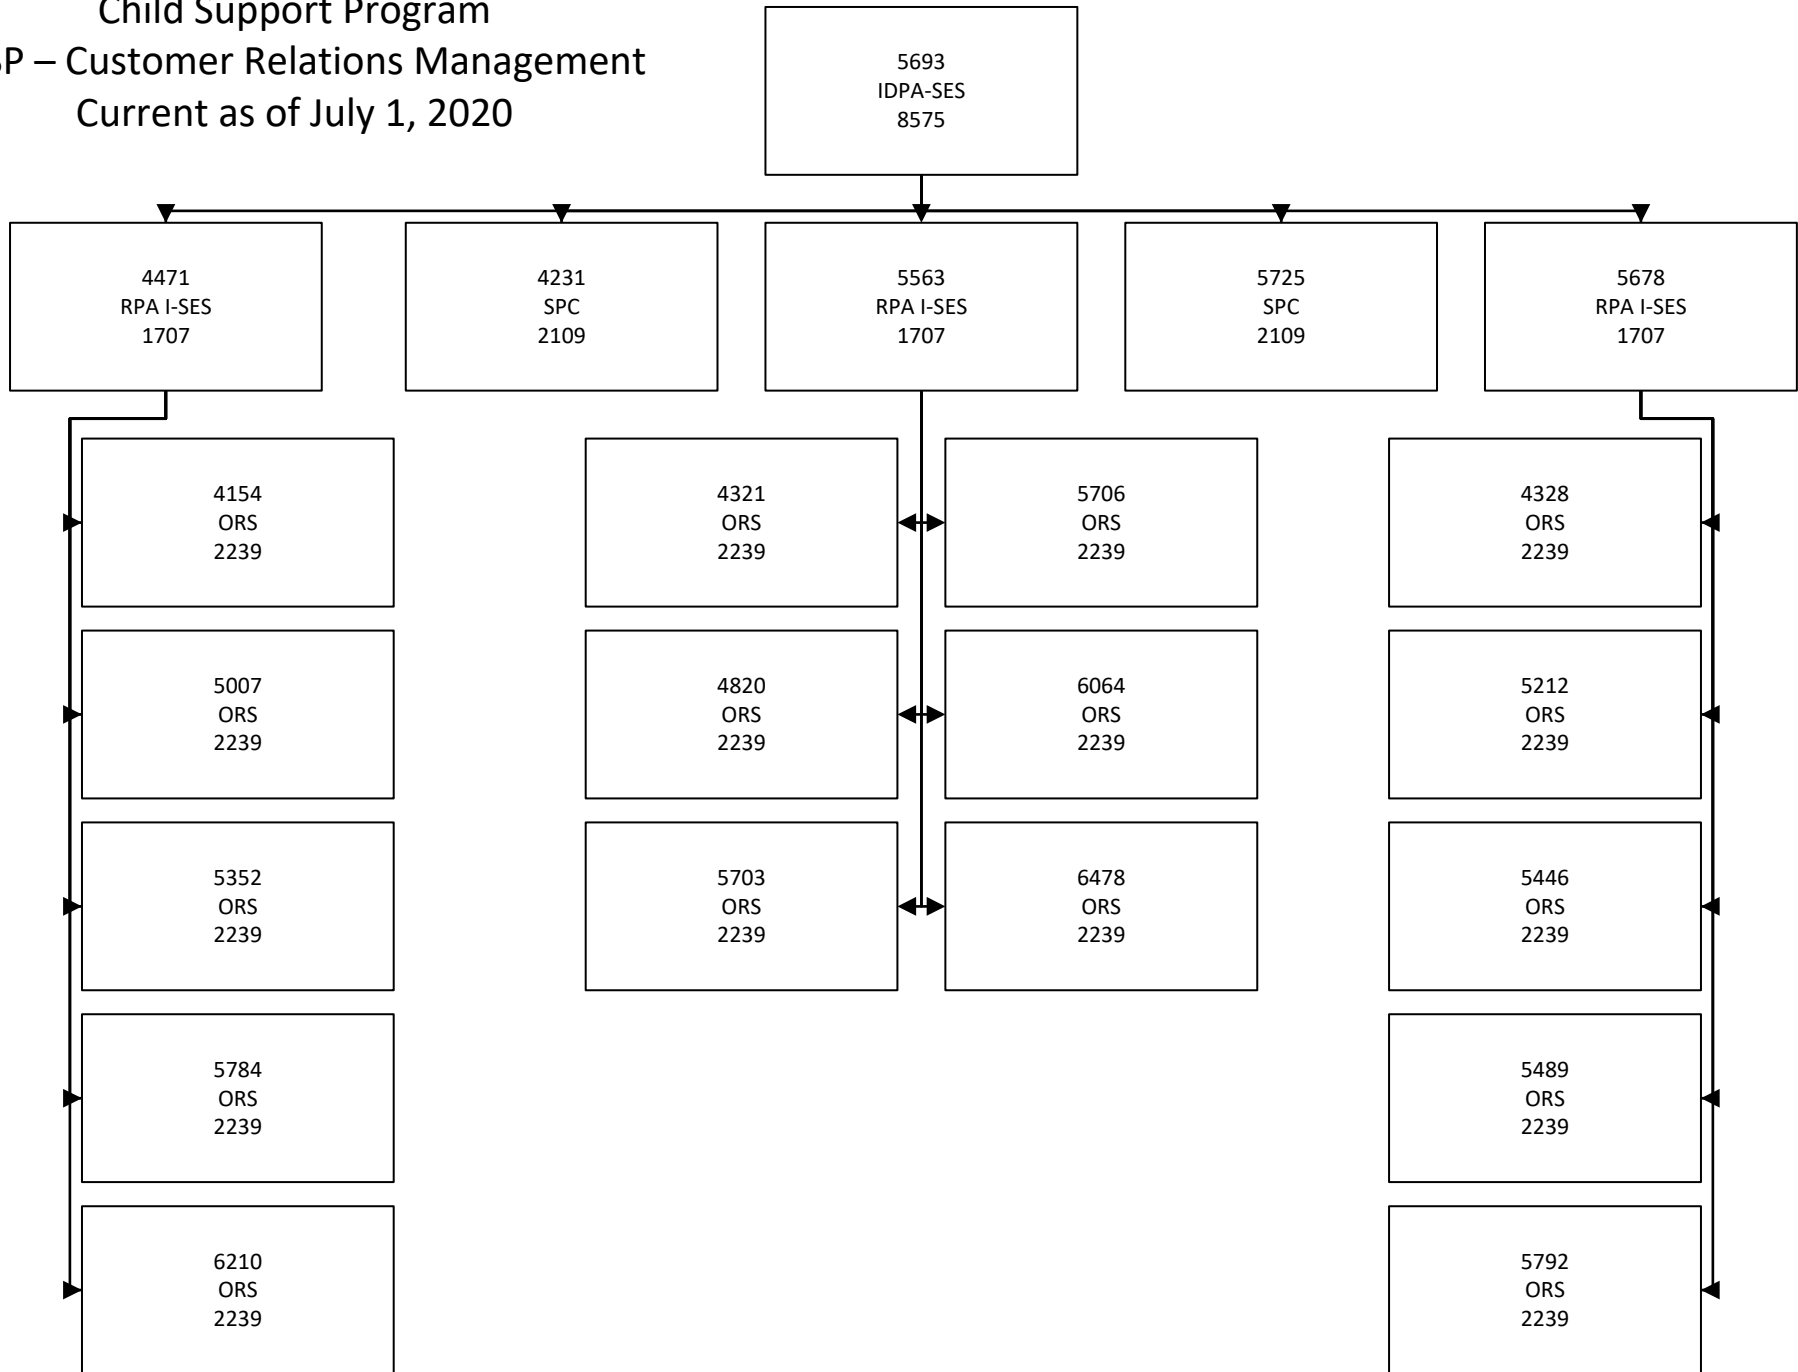 Child Support Program
P – Customer Relations Management
Current as of July 1, 2020
5693
IDPA-SES
8575
4471
RPA I-SES
1707
4231
SPC
2109
5563
RPA I-SES
1707
5725
SPC
2109
5678
RPA I-SES
1707
4154
ORS
2239
4321
ORS
2239
5706
ORS
2239
4328
ORS
2239
5007
ORS
2239
4820
ORS
2239
6064
ORS
2239
5212
ORS
2239
5352
ORS
2239
5703
ORS
2239
6478
ORS
2239
5446
ORS
2239
5784
ORS
2239
5489
ORS
2239
6210
ORS
2239
5792
ORS
2239